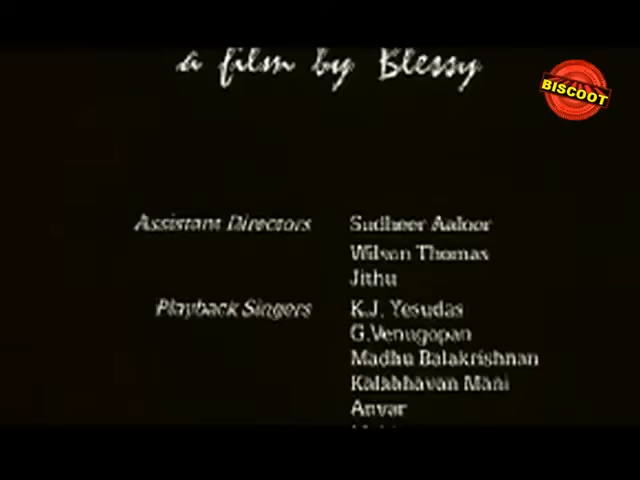 a film by Blessy
BISCOOT
Assistant Directors Sudheer Aaloor
Wilson Thomas
Jithu
Playback Singers K.J. Yesudas
G.Venugopan
Madhu Balakrishnan
Kalabhavan Mani
Anvar